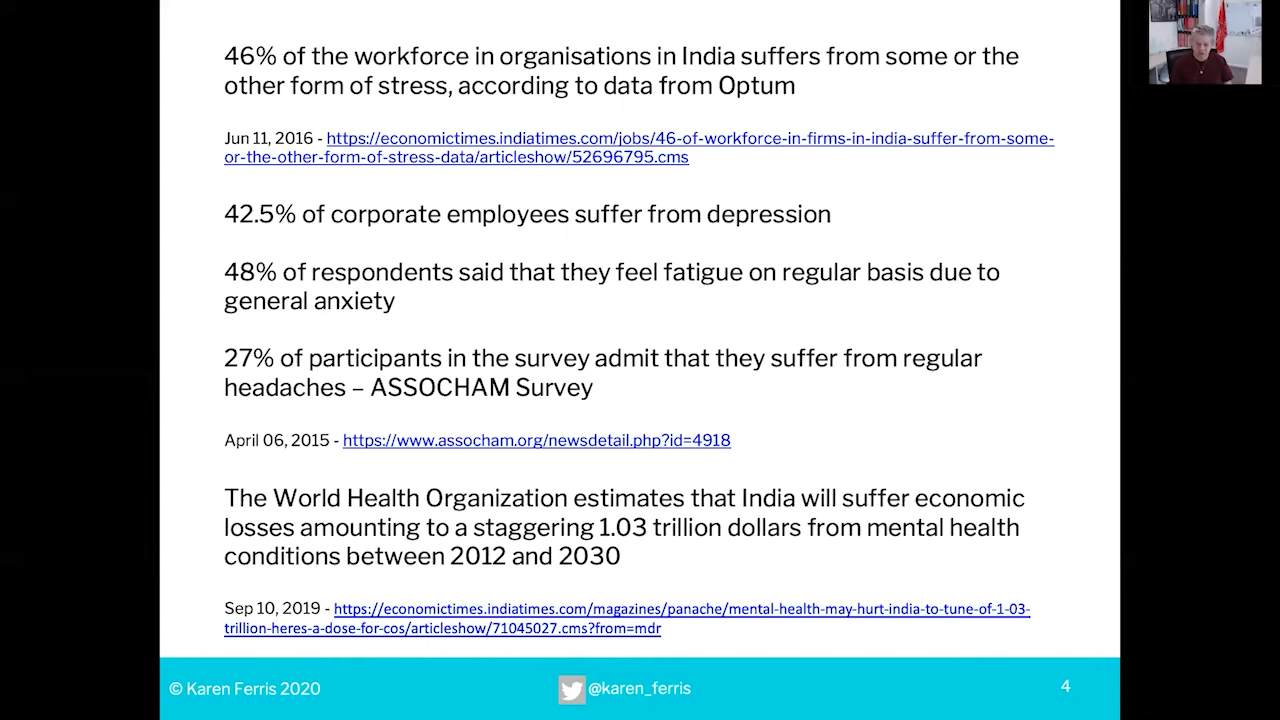 46% of the workforce in organisations in India suffers from some or the
other form of stress, according to data from Optum
Jun 11, 2016 - https://economictimes.indiatimes.com/jobs/46-of-workforce-in-firms-in-india-suffer-from-some-
or-the-other-form-of-stress-data/articleshow/52696795.cms
42.5% of corporate employees suffer from depression
48% of respondents said that they feel fatigue on regular basis due to
general anxiety
27% of participants in the survey admit that they suffer from regular
headaches – ASSOCHAM Survey
April 06, 2015 - https://www.assocham.org/newsdetail.php?id=4918
The World Health Organization estimates that India will suffer economic
losses amounting to a staggering 1.03 trillion dollars from mental health
conditions between 2012 and 2030
Sep 10, 2019 - https://economictimes.indiatimes.com/magazines/panache/mental-health-may-hurt-india-to-tune-of-1-03-
trillion-heres-a-dose-for-cos/articleshow/71045027.cms?from=mdr
© Karen Ferris 2020
@karen_ferris
4